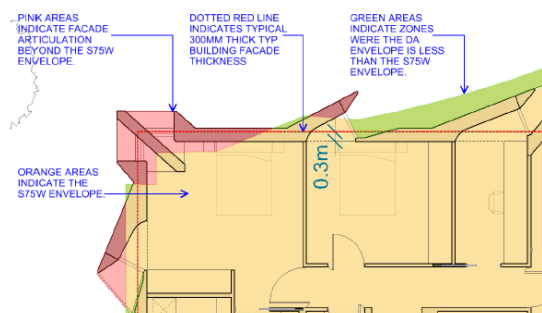 PINK AREAS
INDICATE FACADE
ARTICULATION
BEYOND THE S75W
ENVELOPE.
DOTTED RED LINE
INDICATES TYPICAL
300MM THICK TYP
BUILDING FACADE
THICKNESS
GREEN AREAS
INDICATE ZONES
WERE THE DA
ENVELOPE IS LESS
THAN THE S75W
ENVELOPE.
0.3m
ORANGE AREAS
INDICATE THE
S75W ENVELOPE.